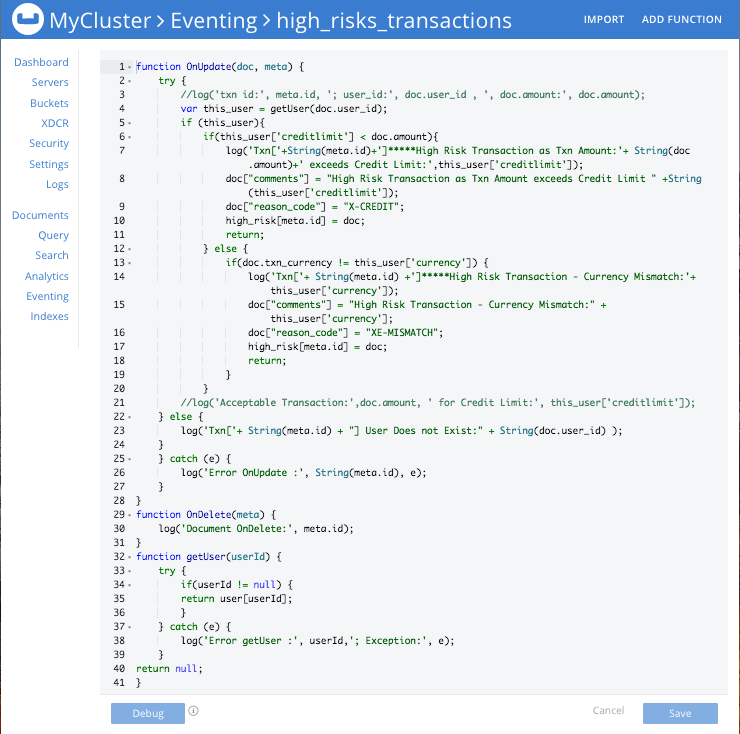 MyCluster > Eventing > high_risks_transactions
IMPORT
ADD FUNCTION
Dashboard
Servers
Buckets
XDCR
Security
Settings
Logs
Documents
Query
Search
Analytics
Eventing
Indexes
1 function OnUpdate(doc, meta) {
2 try {
3 //log('txn id:', meta.id, '; user_id:', doc.user_id , ', doc.amount:', doc.amount);
4 var this_user = getUser(doc.user_id);
5 if (this_user){
6 if(this_user['creditlimit'] < doc.amount){
7 log('Txn['+String(meta.id)+']*****High Risk Transaction as Txn Amount:'+ String(doc
.amount)+' exceeds Credit Limit:',this_user['creditlimit']);
8 doc["comments"] = "High Risk Transaction as Txn Amount exceeds Credit Limit " +String
(this_user['creditlimit']);
9 doc["reason_code"] = "X-CREDIT";
10 high_risk[meta.id] = doc;
11 return;
12 } else {
13 if(doc.txn_currency != this_user['currency']) {
14 log('Txn['+ String(meta.id) +']*****High Risk Transaction - Currency Mismatch:'+
this_user['currency']);
15 doc["comments"] = "High Risk Transaction - Currency Mismatch:" +
this_user['currency'];
16 doc["reason_code"] = "XE-MISMATCH";
17 high_risk[meta.id] = doc;
18 return;
19 }
20 }
21 //log('Acceptable Transaction:',doc.amount, ' for Credit Limit:', this_user['creditlimit']);
22 } else {
23 log('Txn['+ String(meta.id) + "] User Does not Exist:" + String(doc.user_id) );
24 }
25 } catch (e) {
26 log('Error OnUpdate :', String(meta.id), e);
27 }
28 }
29 function OnDelete(meta) {
30 log('Document OnDelete:', meta.id);
31 }
32 function getUser(userId) {
33 try {
34 if(userId != null) {
35 return user[userId];
36 }
37 } catch (e) {
38 log('Error getUser :', userId,'; Exception:', e);
39 }
40 return null;
41 }
Debug
Cancel
Save